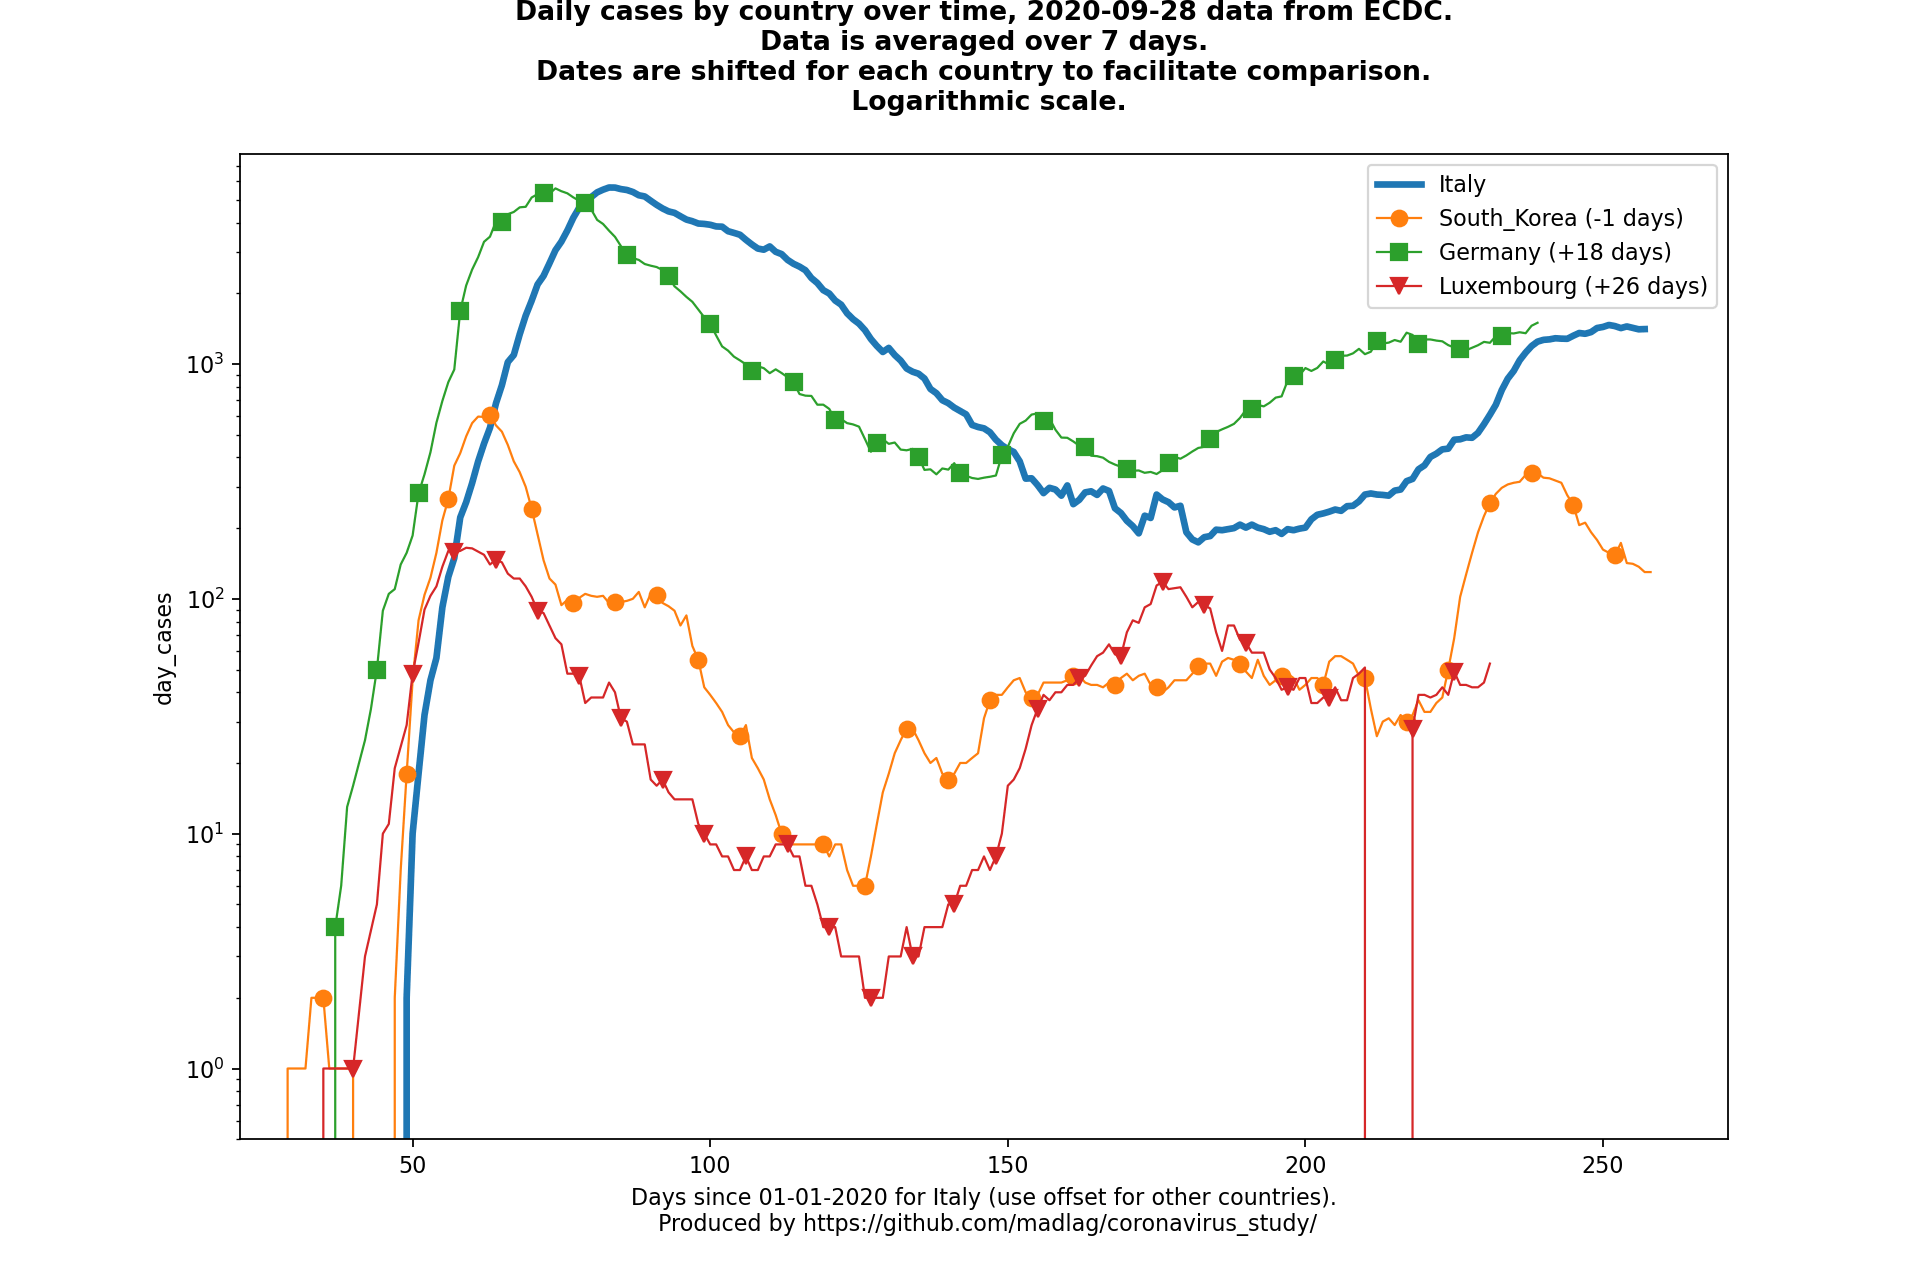 Daily cases by country over time, 2020-09-28 data from ECDC.
Data is averaged over 7 days.
Dates are shifted for each country to facilitate comparison.
Logarithmic scale.
Italy
South_Korea (-1 days)
Germany (+18 days)
Luxembourg (+26 days)
day_cases
10³
10²
10¹
10⁰
50 100 150 200 250
Days since 01-01-2020 for Italy (use offset for other countries).
Produced by https://github.com/madlag/coronavirus_study/